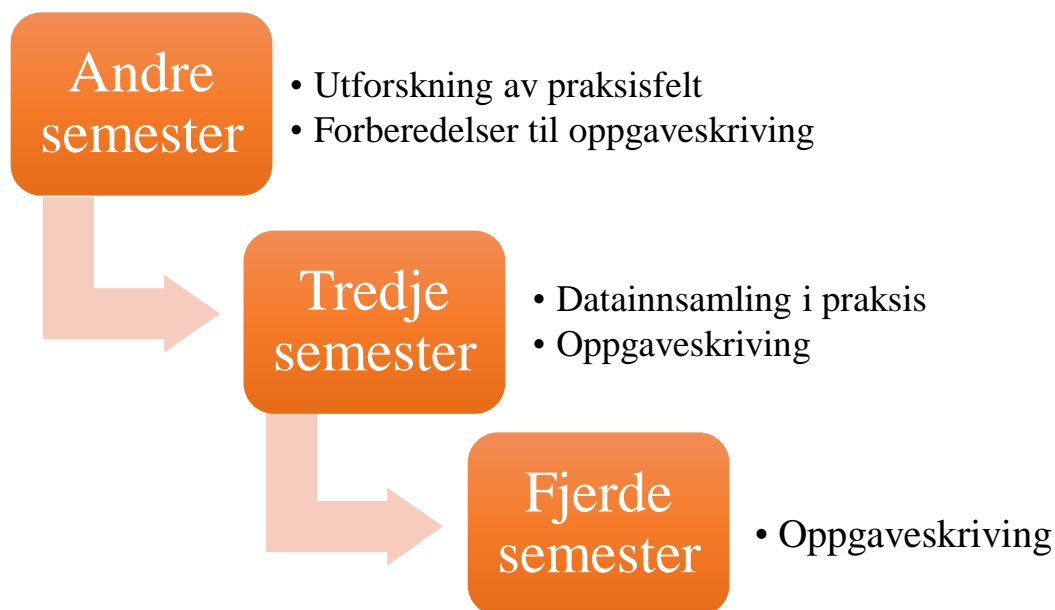 Andre
semester
• Utforskning av praksisfelt
• Forberedelser til oppgaveskriving
Tredje
semester
• Datainnsamling i praksis
• Oppgaveskriving
Fjerde
semester
• Oppgaveskriving